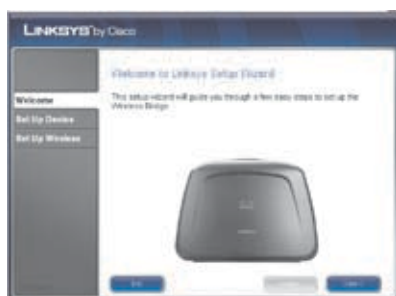 LINKSYS by Cisco
Welcome to Linksys Setup Wizard
This setup wizard will guide you through a few easy steps to set up the
Wireless Bridge
Welcome
Set Up Device
Set Up Wireless